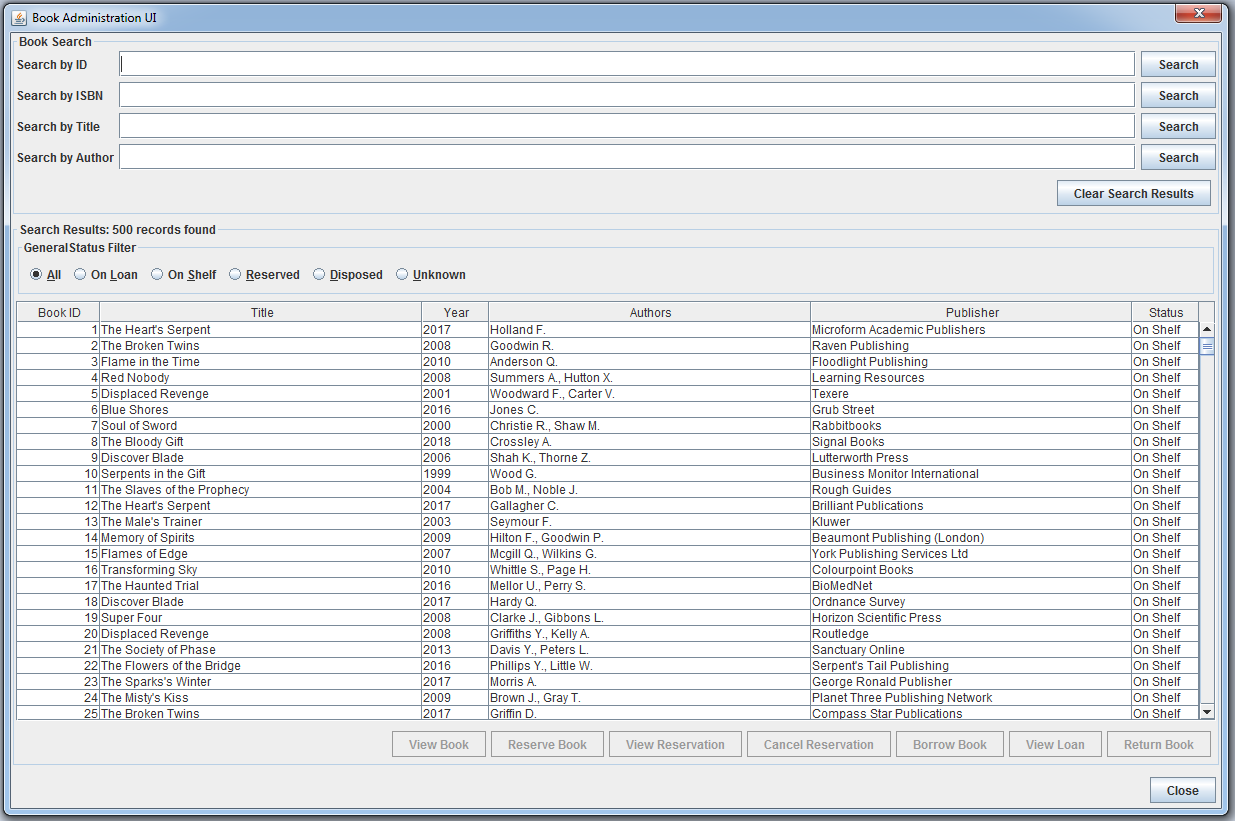 Book Administration UI
Book Search
Search by ID Search
Search by ISBN Search
Search by Title Search
Search by Author Search
Clear Search Results
Search Results: 500 records found
GeneralStatus Filter
All On Loan On Shelf Reserved Disposed Unknown
Book ID Title Year Authors Publisher Status
1 The Heart's Serpent 2017 Holland F. Microform Academic Publishers On Shelf
2 The Broken Twins 2008 Goodwin R. Raven Publishing On Shelf
3 Flame in the Time 2010 Anderson Q. Floodlight Publishing On Shelf
4 Red Nobody 2008 Summers A., Hutton X. Learning Resources On Shelf
5 Displaced Revenge 2001 Woodward F., Carter V. Texere On Shelf
6 Blue Shores 2016 Jones C. Grub Street On Shelf
7 Soul of Sword 2000 Christie R., Shaw M. Rabbitbooks On Shelf
8 The Bloody Gift 2018 Crossley A. Signal Books On Shelf
9 Discover Blade 2006 Shah K., Thorne Z. Lutterworth Press On Shelf
10 Serpents in the Gift 1999 Wood G. Business Monitor International On Shelf
11 The Slaves of the Prophecy 2004 Bob M., Noble J. Rough Guides On Shelf
12 The Heart's Serpent 2017 Gallagher C. Brilliant Publications On Shelf
13 The Male's Trainer 2003 Seymour F. Kluwer On Shelf
14 Memory of Spirits 2009 Hilton F., Goodwin P. Beaumont Publishing (London) On Shelf
15 Flames of Edge 2007 Mcgill Q., Wilkins G. York Publishing Services Ltd On Shelf
16 Transforming Sky 2010 Whittle S., Page H. Colourpoint Books On Shelf
17 The Haunted Trial 2016 Mellor U., Perry S. BioMedNet On Shelf
18 Discover Blade 2017 Hardy Q. Ordnance Survey On Shelf
19 Super Four 2008 Clarke J., Gibbons L. Horizon Scientific Press On Shelf
20 Displaced Revenge 2008 Griffiths Y., Kelly A. Routledge On Shelf
21 The Society of Phase 2013 Davis Y., Peters L. Sanctuary Online On Shelf
22 The Flowers of the Bridge 2016 Phillips Y., Little W. Serpent's Tail Publishing On Shelf
23 The Sparks's Winter 2017 Morris A. George Ronald Publisher On Shelf
24 The Misty's Kiss 2009 Brown J., Gray T. Planet Three Publishing Network On Shelf
25 The Broken Twins 2017 Griffin D. Compass Star Publications On Shelf
View Book Reserve Book View Reservation Cancel Reservation Borrow Book View Loan Return Book
Close